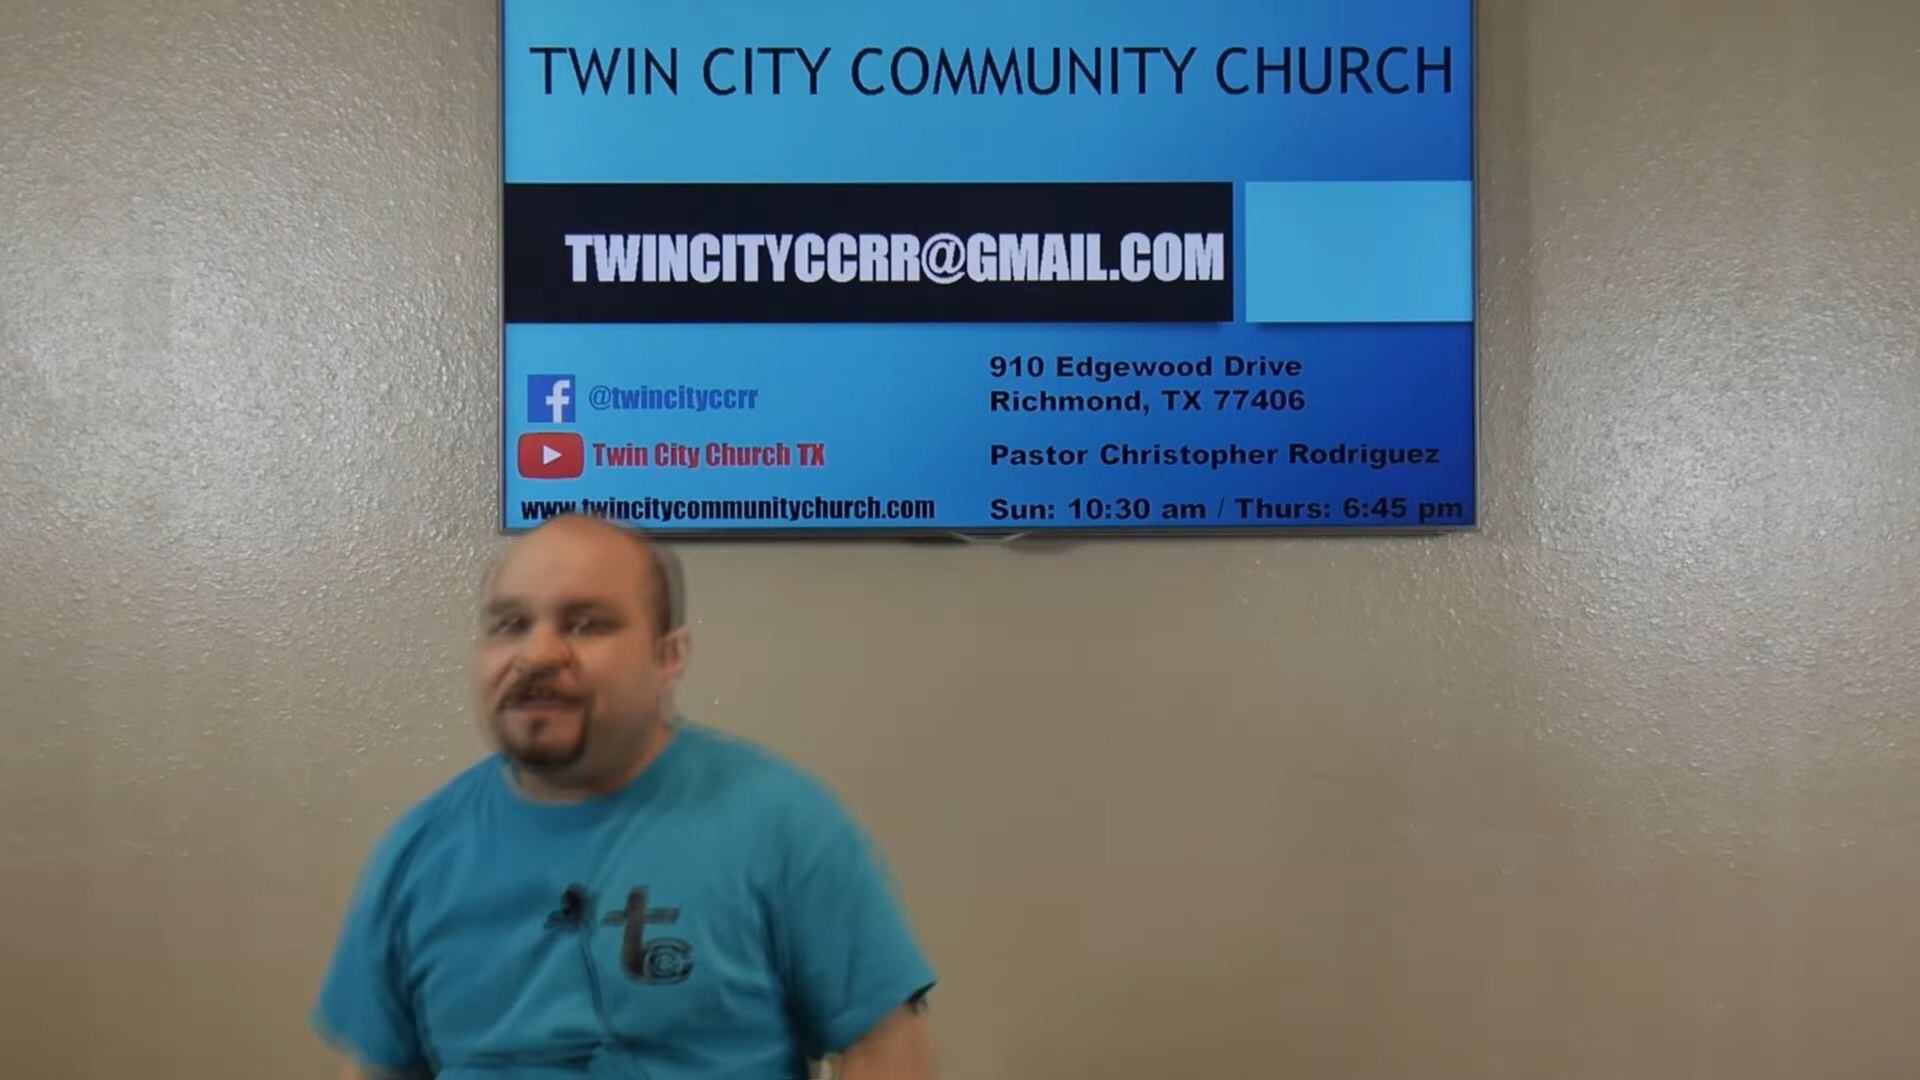 TWIN CITY COMMUNITY CHURCH
TWINCITYCCRR@GMAIL.COM
@twincityccrr
Twin City Church TX
www.twincitycommunitychurch.com
910 Edgewood Drive
Richmond, TX 77406
Pastor Christopher Rodriguez
Sun: 10:30 am / Thurs: 6:45 pm
tccc